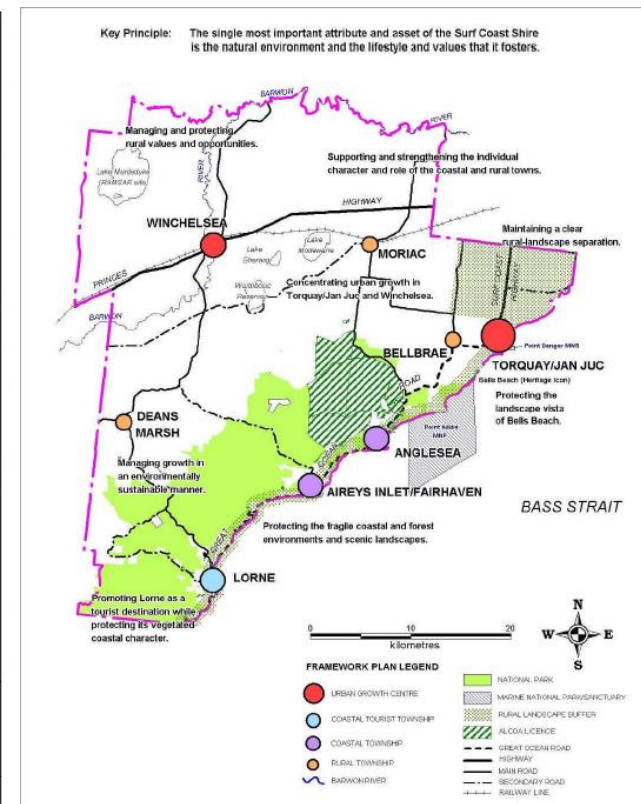 Key Principle: The single most important attribute and asset of the Surf Coast Shire
is the natural environment and the lifestyle and values that it fosters.
BARWON
RIVER
Managing and protecting
rural values and opportunities.
Lake Murdeduke
RAMSAR site
RIVER
Supporting and strengthening the individual
character and role of the coastal and rural towns.
WINCHELSEA
HIGHWAY
Maintaining a clear
rural-landscape separation.
MORIAC
Lake
Gherang
Lake
Modewarre
PRINCES
Wurdiboluc
Reservoir
Concentrating urban growth in
Torquay/Jan Juc and Winchelsea.
SURF COAST
HIGHWAY
BARWON
BELLBRAE
Point Danger MNS
TORQUAY/JAN JUC
ROAD
Bells Beach (Heritage Icon)
Protecting the
landscape vista
of Bells Beach.
DEANS
MARSH
Point Addis
MNP
ANGLESEA
OCEAN
Managing growth in
an environmentally
sustainable manner.
AIREYS INLET/FAIRHAVEN
BASS STRAIT
Protecting the fragile coastal and forest
environments and scenic landscapes.
GREAT
LORNE
Promoting Lorne as a
tourist destination while
protecting its vegetated
coastal character.
N
W E
S
0 10 20
kilometres
FRAMEWORK PLAN LEGEND
URBAN GROWTH CENTRE
COASTAL TOURIST TOWNSHIP
COASTAL TOWNSHIP
RURAL TOWNSHIP
BARWON RIVER
NATIONAL PARK
MARINE NATIONAL PARK/SANCTUARY
RURAL LANDSCAPE BUFFER
ALCOA LICENCE
GREAT OCEAN ROAD
HIGHWAY
MAIN ROAD
SECONDARY ROAD
RAILWAY LINE